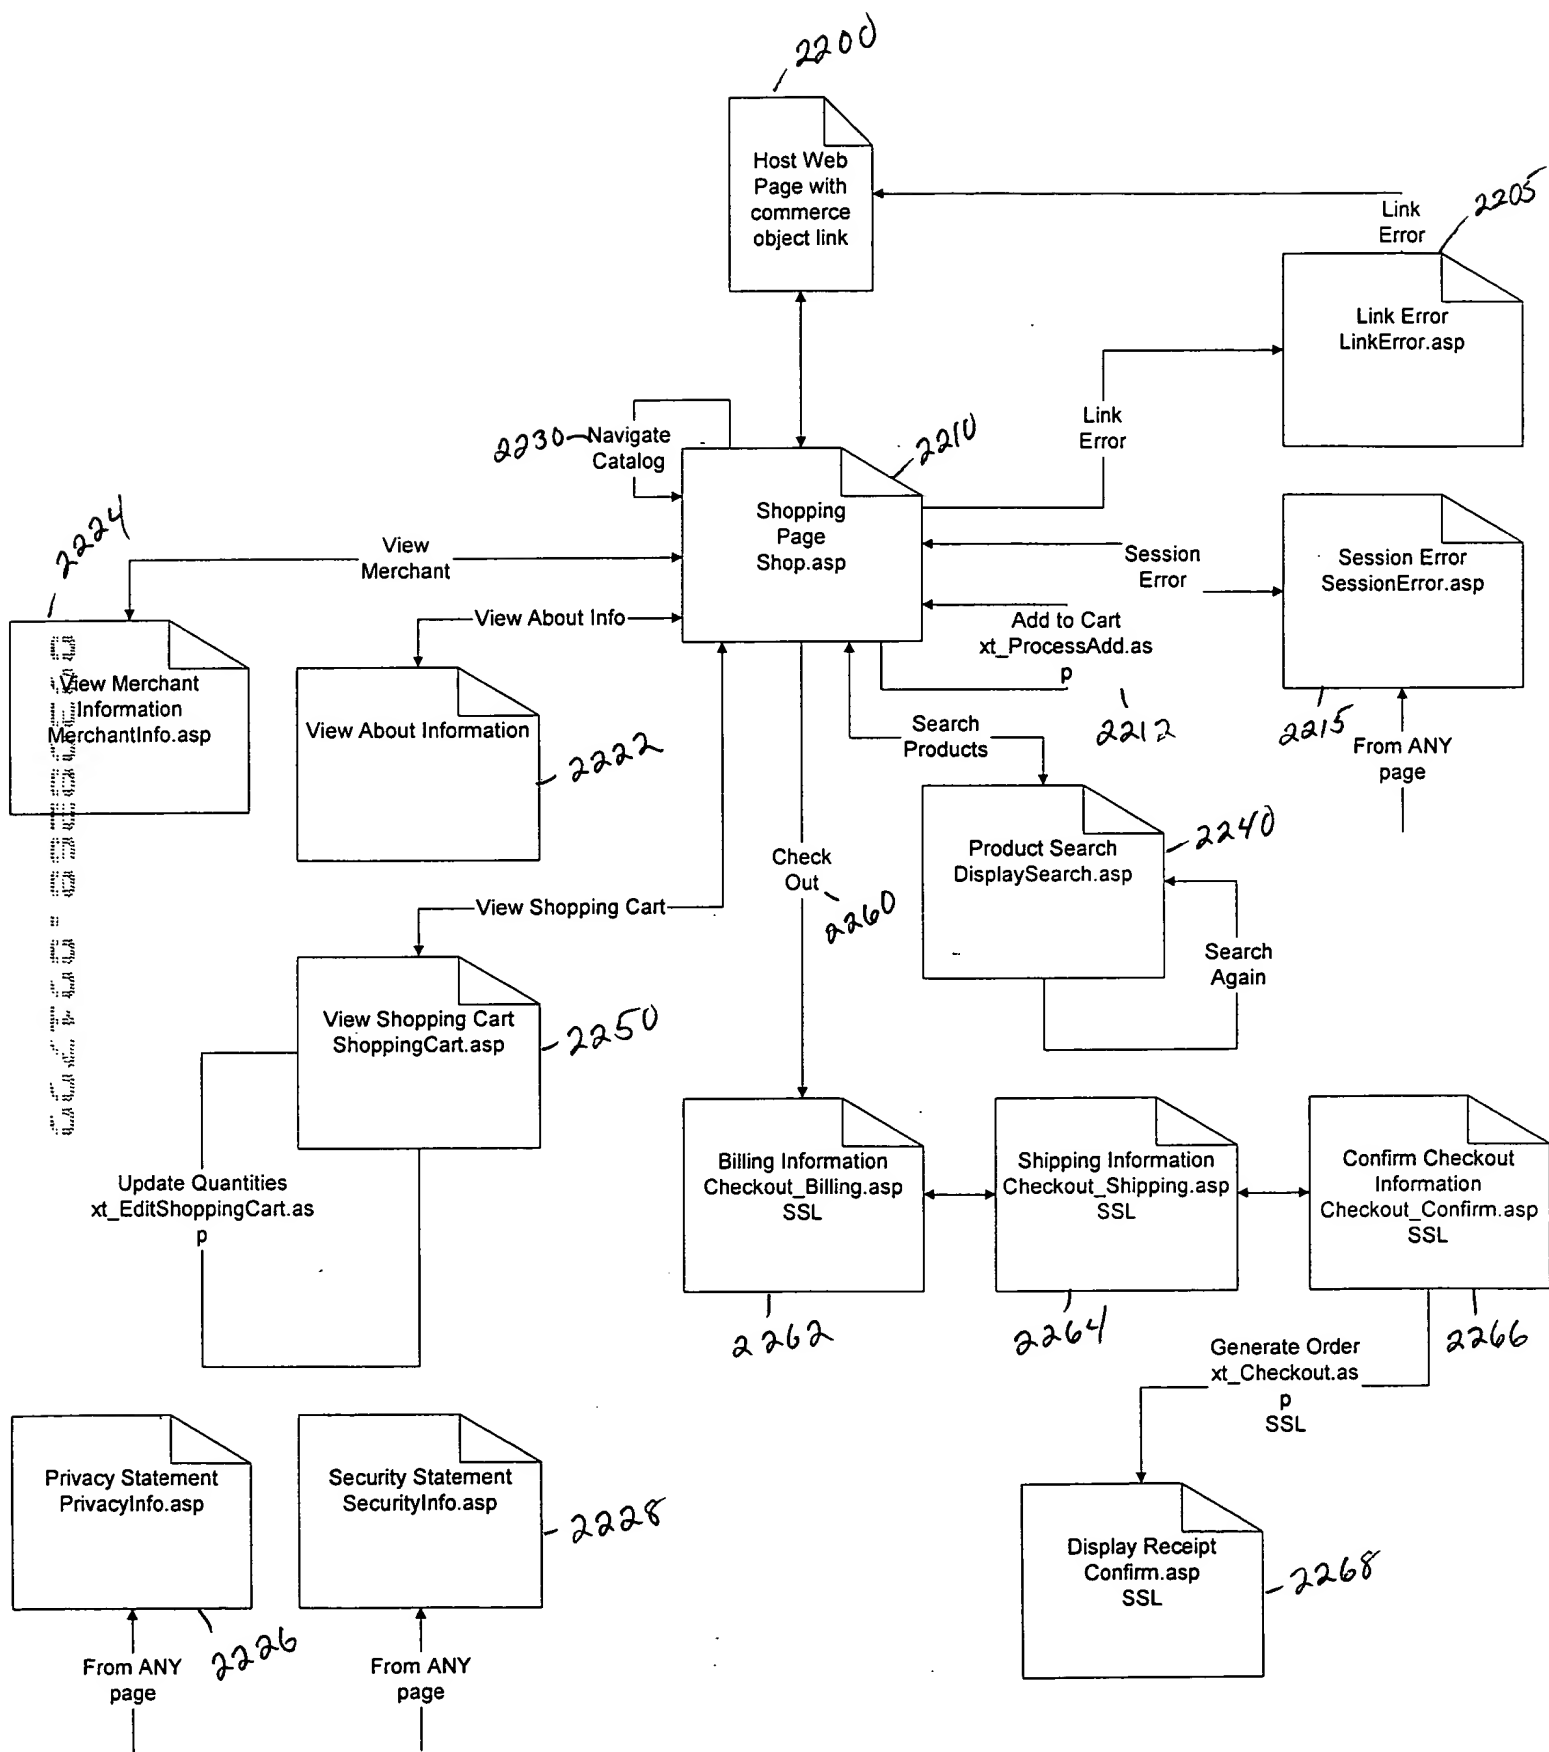 2200
Host Web
Page with
commerce
object link
Link
Error
2205
Link Error
LinkError.asp
Link
Error
2230
Navigate
Catalog
2210
Shopping
Page
Shop.asp
Session
Error
Session Error
SessionError.asp
2215
From ANY
page
Add to Cart
xt_ProcessAdd.as
p
2212
2224
View
Merchant
View Merchant
Information
MerchantInfo.asp
View About Info
View About Information
2222
Search
Products
Product Search
DisplaySearch.asp
2240
Search
Again
Check
Out
2260
View Shopping Cart
View Shopping Cart
ShoppingCart.asp
2250
Update Quantities
xt_EditShoppingCart.as
p
Billing Information
Checkout_Billing.asp
SSL
2262
Shipping Information
Checkout_Shipping.asp
SSL
2264
Confirm Checkout
Information
Checkout_Confirm.asp
SSL
2266
Generate Order
xt_Checkout.as
p
SSL
Display Receipt
Confirm.asp
SSL
2268
Privacy Statement
PrivacyInfo.asp
2226
From ANY
page
Security Statement
SecurityInfo.asp
2228
From ANY
page